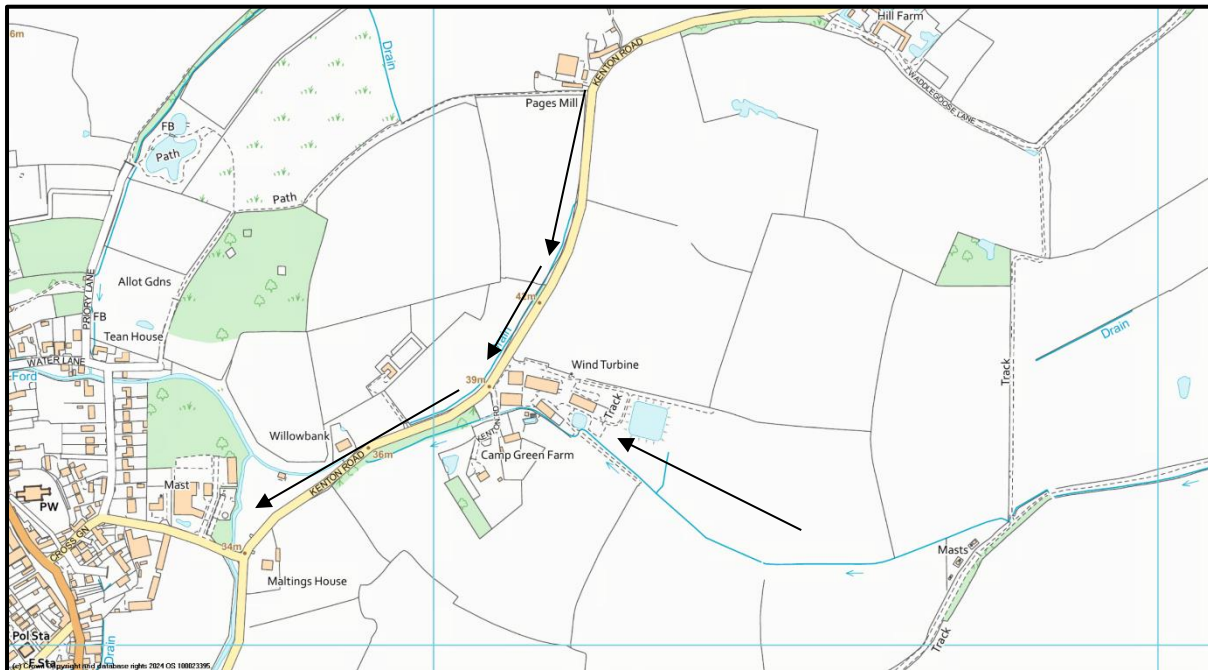 Hill Farm
6m
Drain
KENTON ROAD
Pages Mill
WADDLEGOOSE LANE
FB
Path
Path
PRIORY LANE
Allot Gdns
FB
Tean House
Drain
WATER LANE
Ford
Wind Turbine
39m
Track
Track
KENTON RD
Willowbank
36m
Camp Green Farm
KENTON ROAD
Mast
PW
CROSS GN
34m
Masts
Maltings House
Pol Sta
F Sta
Drain
Track
(c) Crown Copyright and database rights 2024 OS 100023395